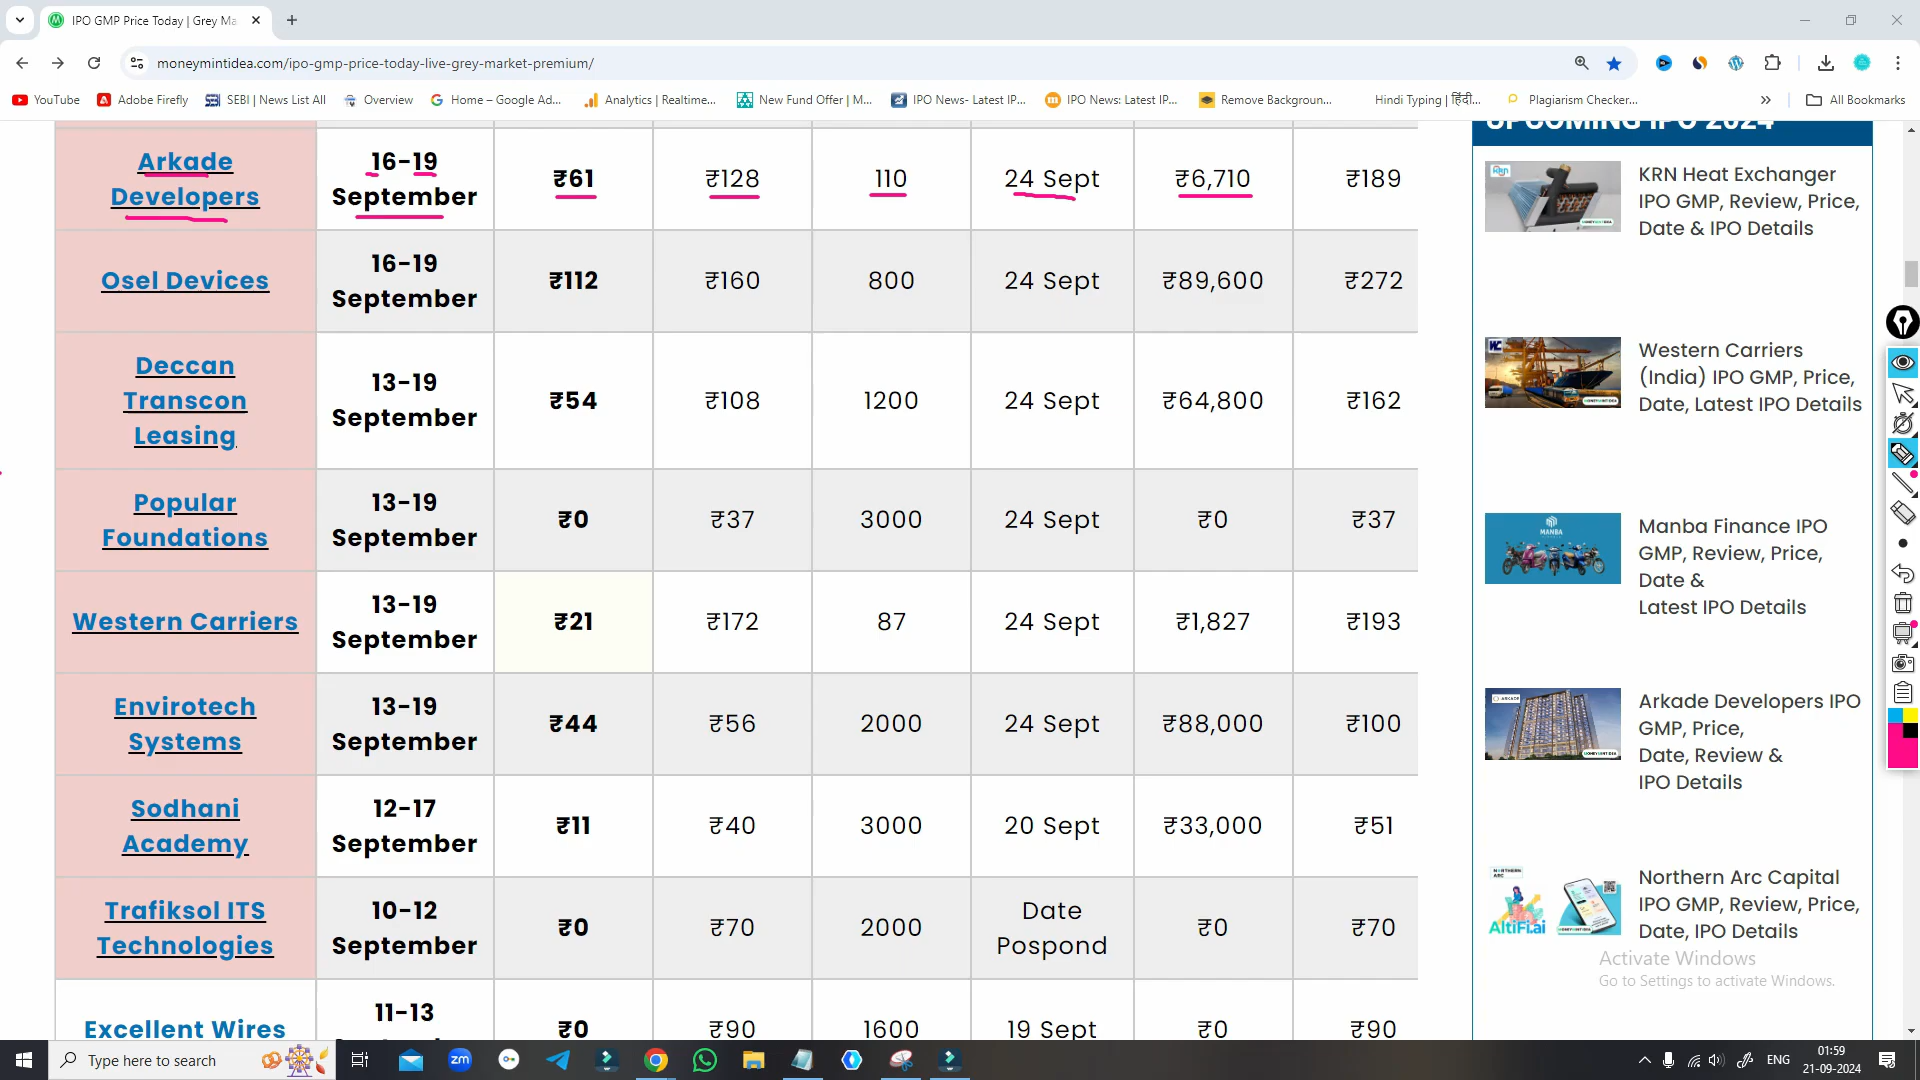 IPO GMP Price Today | Grey Ma
moneymintidea.com/ipo-gmp-price-today-live-grey-market-premium/
YouTube
Adobe Firefly
SEBI | News List All
Overview
Home – Google Ad...
Analytics | Realtime...
New Fund Offer | M...
IPO News- Latest IP...
IPO News: Latest IP...
Remove Backgroun...
Hindi Typing | हिंदी...
Plagiarism Checker...
All Bookmarks
UPCOMING IPO 2024
Arkade
Developers
16-19
September
₹61
₹128
110
24 Sept
₹6,710
₹189
Osel Devices
16-19
September
₹112
₹160
800
24 Sept
₹89,600
₹272
Deccan
Transcon
Leasing
13-19
September
₹54
₹108
1200
24 Sept
₹64,800
₹162
Popular
Foundations
13-19
September
₹0
₹37
3000
24 Sept
₹0
₹37
Western Carriers
13-19
September
₹21
₹172
87
24 Sept
₹1,827
₹193
Envirotech
Systems
13-19
September
₹44
₹56
2000
24 Sept
₹88,000
₹100
Sodhani
Academy
12-17
September
₹11
₹40
3000
20 Sept
₹33,000
₹51
Trafiksol ITS
Technologies
10-12
September
₹0
₹70
2000
Date
Pospond
₹0
₹70
Excellent Wires
11-13
₹0
₹90
1600
19 Sept
₹0
₹90
KRN Heat Exchanger
IPO GMP, Review, Price,
Date & IPO Details
Western Carriers
(India) IPO GMP, Price,
Date, Latest IPO Details
MANBA
Manba Finance IPO
GMP, Review, Price,
Date &
Latest IPO Details
ARKADE
Arkade Developers IPO
GMP, Price,
Date, Review &
IPO Details
NORTHERN
ARC
AltiFi.ai
Northern Arc Capital
IPO GMP, Review, Price,
Date, IPO Details
Activate Windows
Go to Settings to activate Windows.
Type here to search
zm
ENG
01:59
21-09-2024